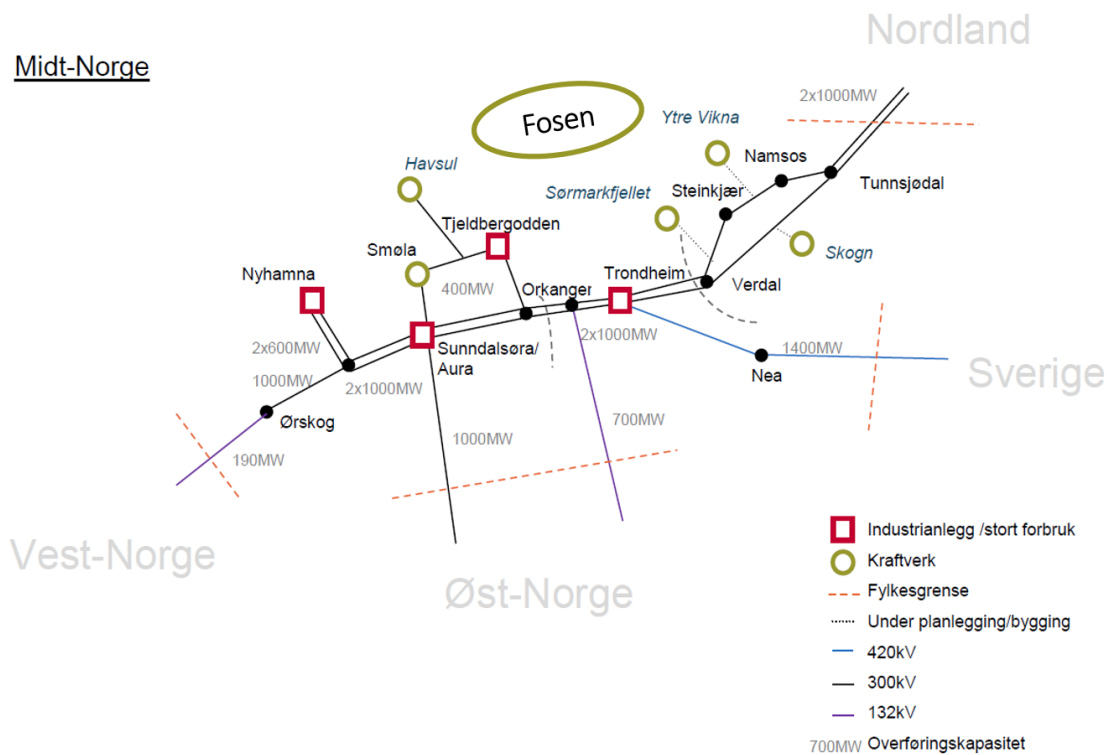 Nordland
Midt-Norge
2x1000MW
Fosen
Ytre Vikna
Namsos
Havsul
Sørmarkfjellet
Steinkjær
Tunnsjødal
Tjeldbergodden
Smøla
Skogn
Nyhamna
Trondheim
Verdal
400MW
Orkanger
2x600MW
Sunndalsøra/
Aura
2x1000MW
1400MW
1000MW
2x1000MW
Nea
Sverige
Ørskog
700MW
1000MW
190MW
Vest-Norge
Øst-Norge
Industrianlegg /stort forbruk
Kraftverk
Fylkesgrense
Under planlegging/bygging
420kV
300kV
132kV
700MW Overføringskapasitet